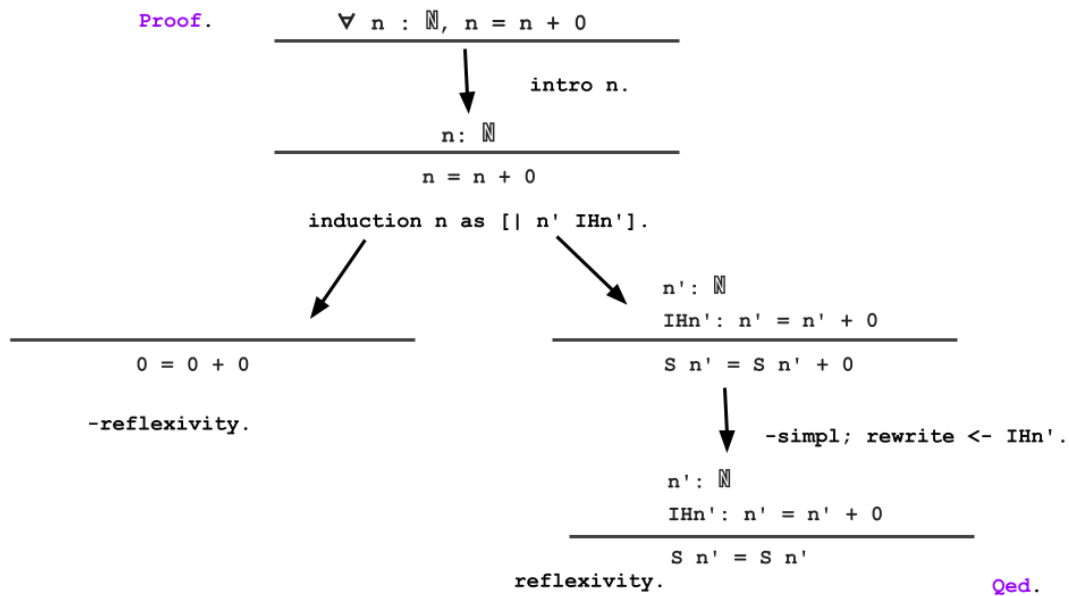 Proof.
∀ n : ℕ, n = n + 0
intro n.
n: ℕ
n = n + 0
induction n as [| n' IHn'].
n': ℕ
IHn': n' = n' + 0
0 = 0 + 0
S n' = S n' + 0
-reflexivity.
-simpl; rewrite <- IHn'.
n': ℕ
IHn': n' = n' + 0
S n' = S n'
reflexivity.
Qed.